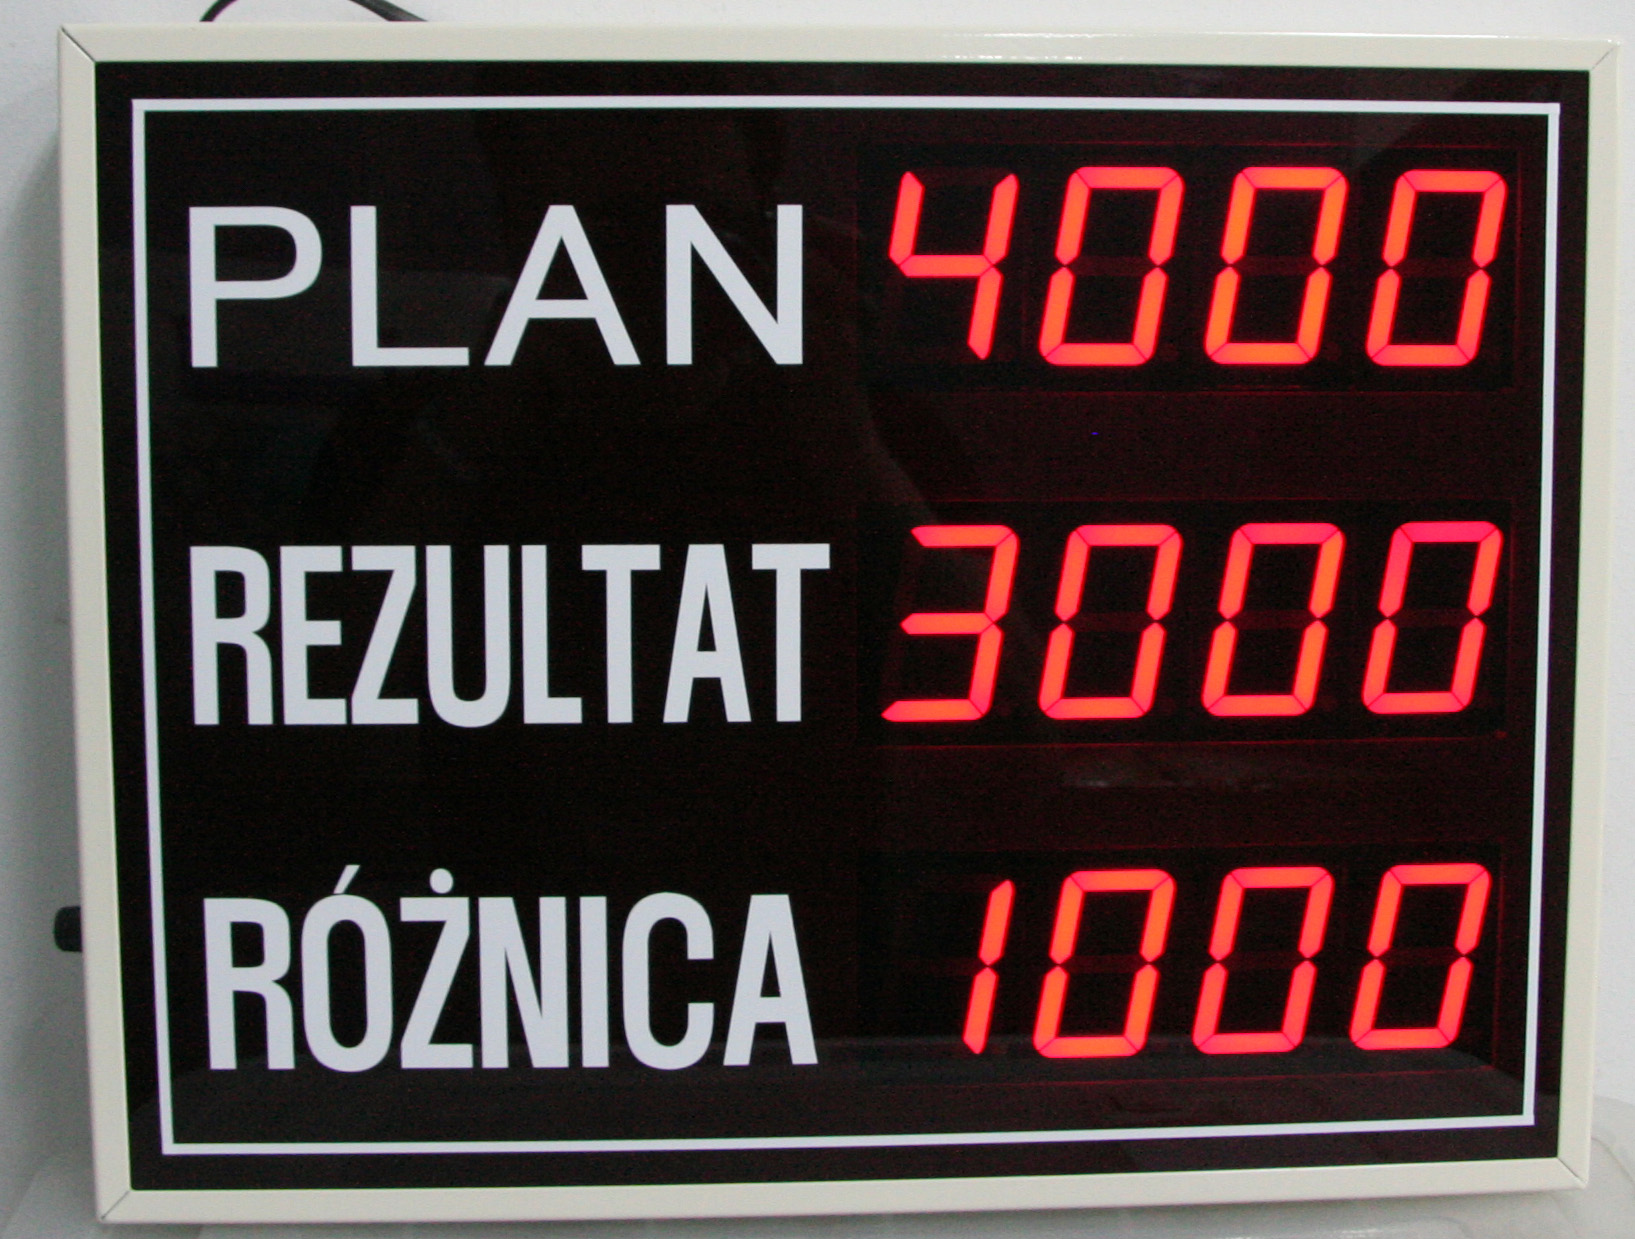 PLAN 4000
REZULTAT 3000
RÓŻNICA 1000